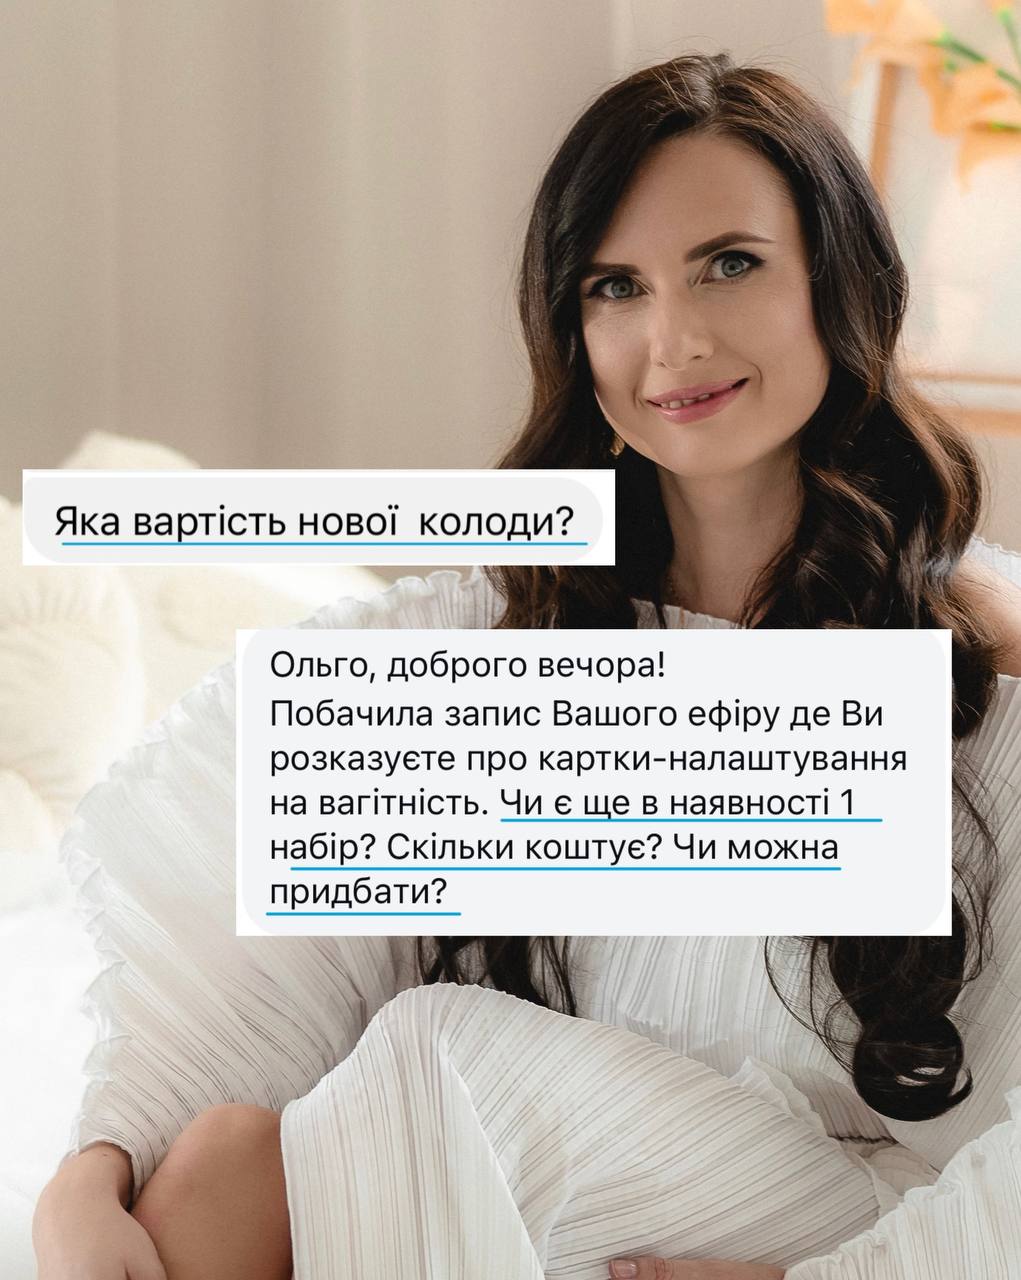 Яка вартість нової  колоди?
Ольго, доброго вечора!
Побачила запис Вашого ефіру де Ви
розказуєте про картки-налаштування
на вагітність. Чи є ще в наявності 1
набір? Скільки коштує? Чи можна
придбати?